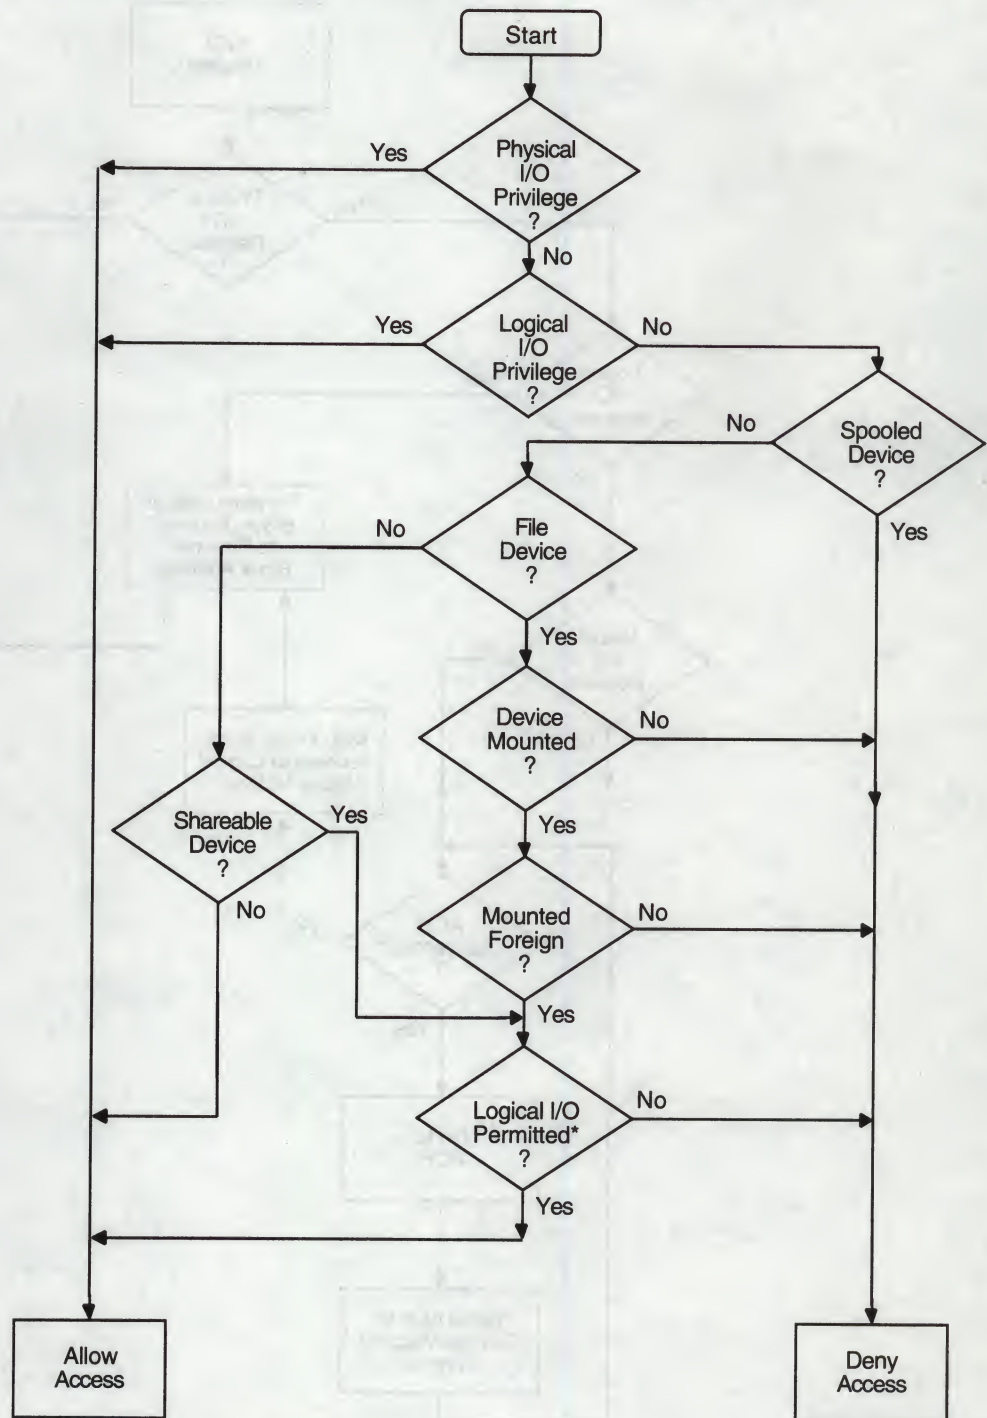 Start
Physical
I/O
Privilege
?
Yes
No
Logical
I/O
Privilege
?
Yes
No
Spooled
Device
?
No
Yes
File
Device
?
No
Yes
Device
Mounted
?
No
Yes
Shareable
Device
?
Yes
No
Mounted
Foreign
?
No
Yes
Logical I/O
Permitted*
?
No
Yes
Allow
Access
Deny
Access